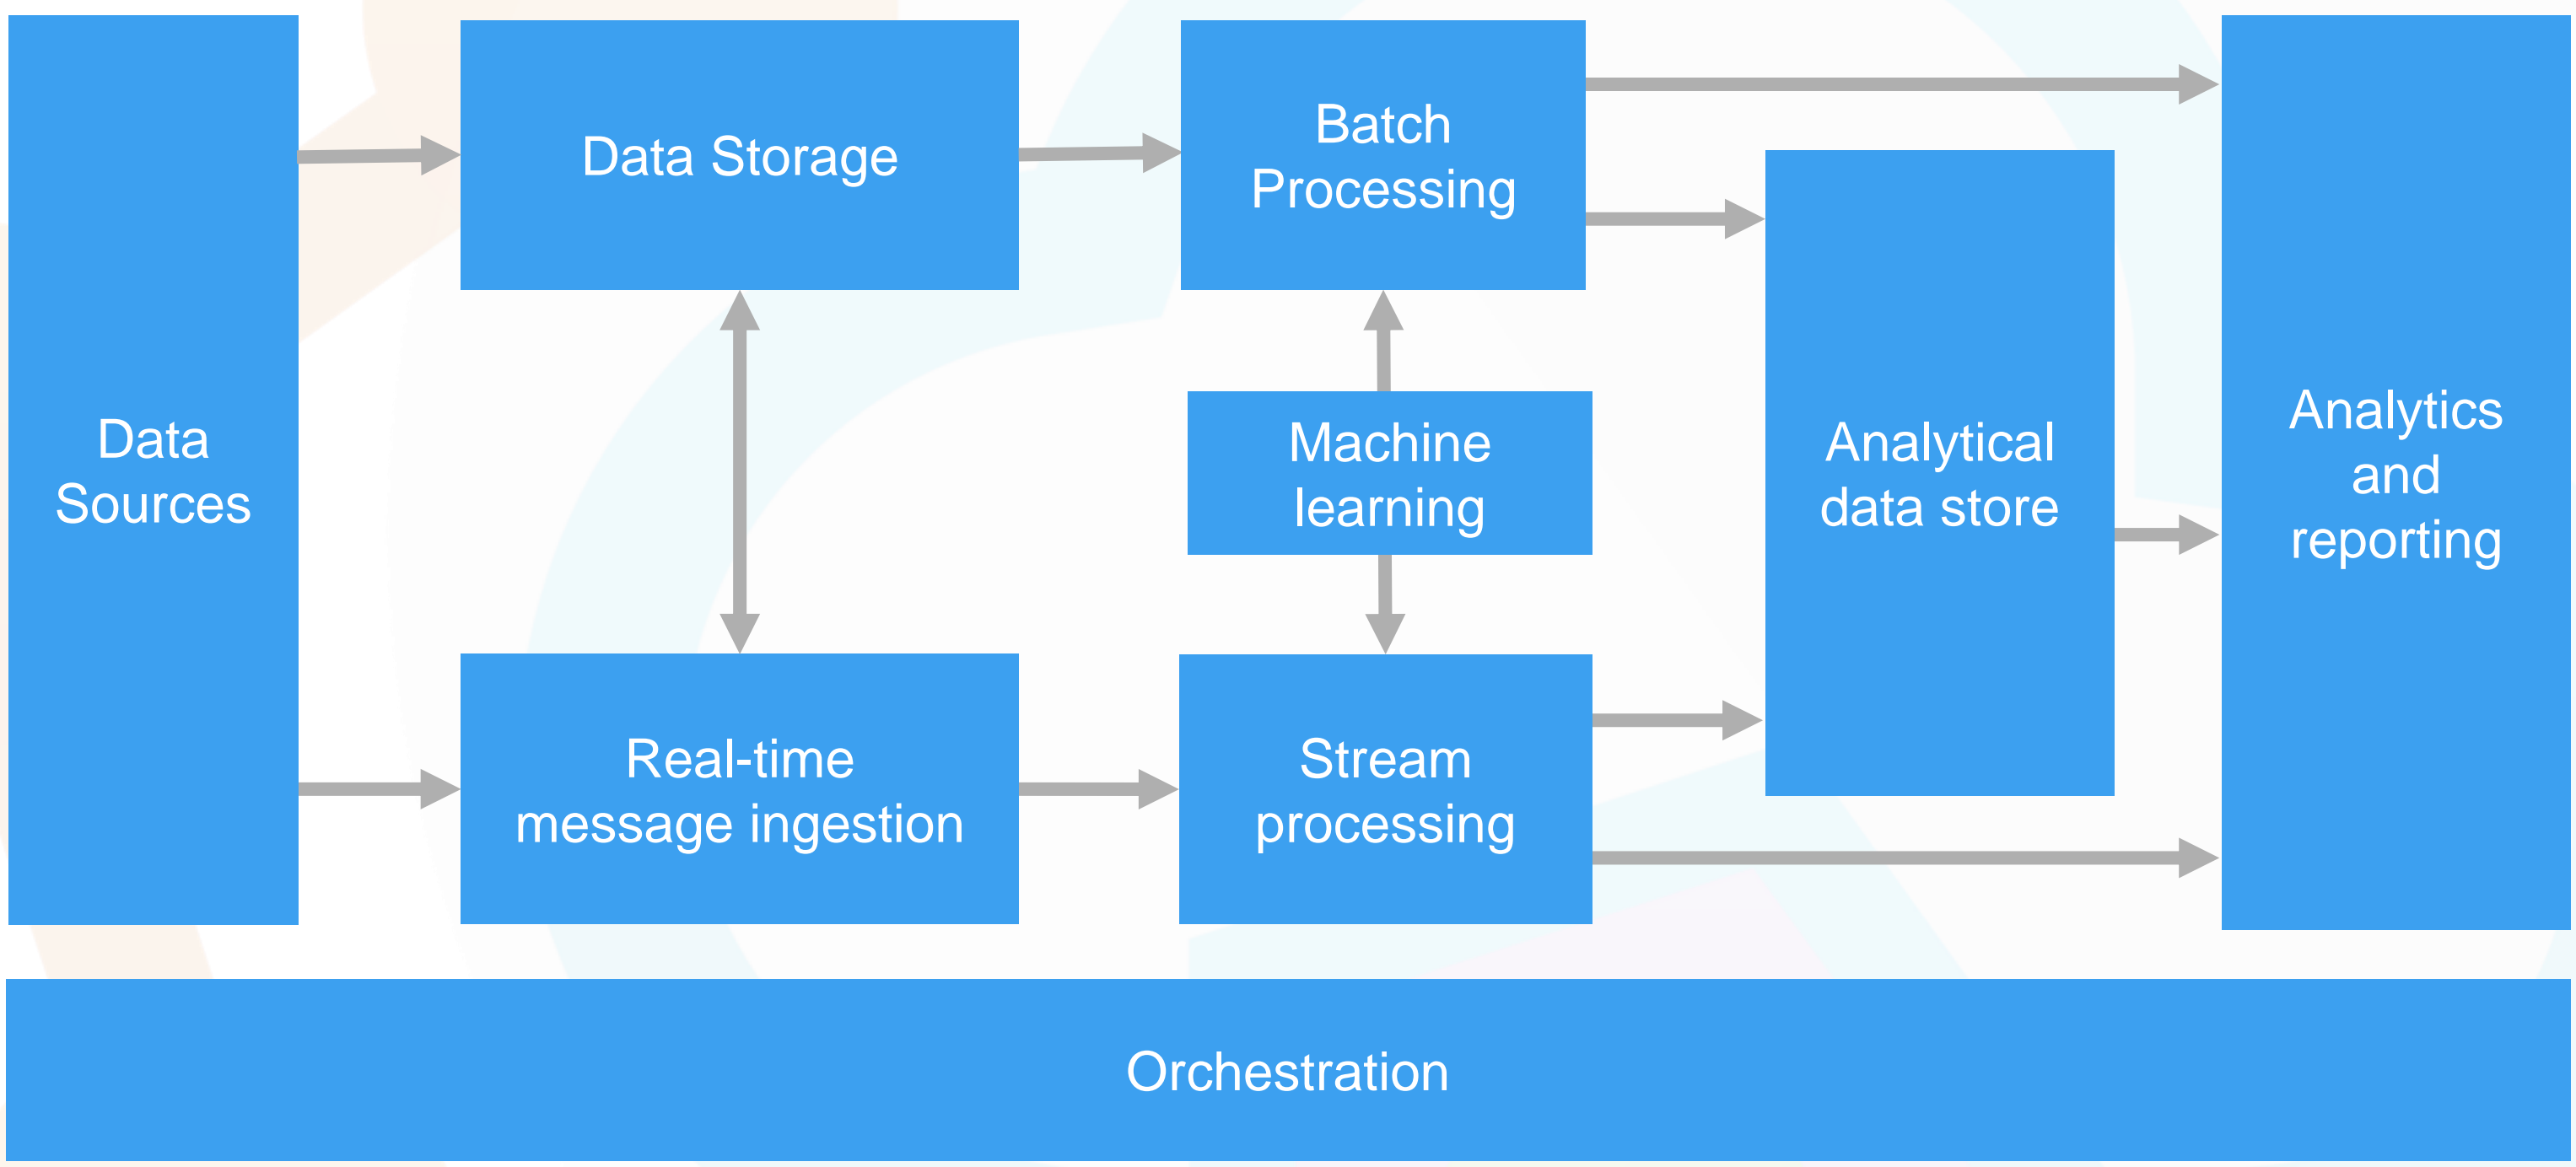 Data
Sources
Data Storage
Real-time
message ingestion
Batch
Processing
Machine
learning
Stream
processing
Analytical
data store
Analytics
and
reporting
Orchestration